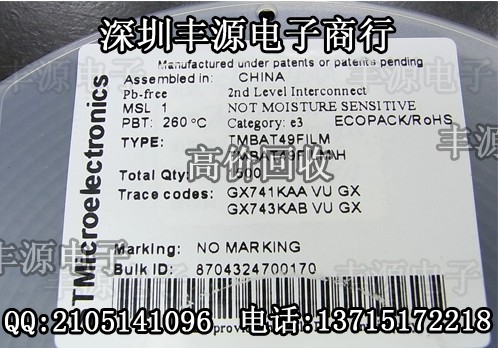 深圳丰源电子商行
Manufactured under patents or patents pending
Assembled in: CHINA
Pb-free 2nd Level Interconnect
MSL 1 NOT MOISTURE SENSITIVE
PBT: 260 °C Category: e3 ECOPACK/RoHS
TYPE: TMBAT49FILM
高价回收
Total Qty:
Trace codes: GX741KAA VU GX
GX743KAB VU GX
Marking: NO MARKING
Bulk ID: 8704324700170
TMicroelectronics
丰源电子
丰源电子
QQ:2105141096 电话:13715172218